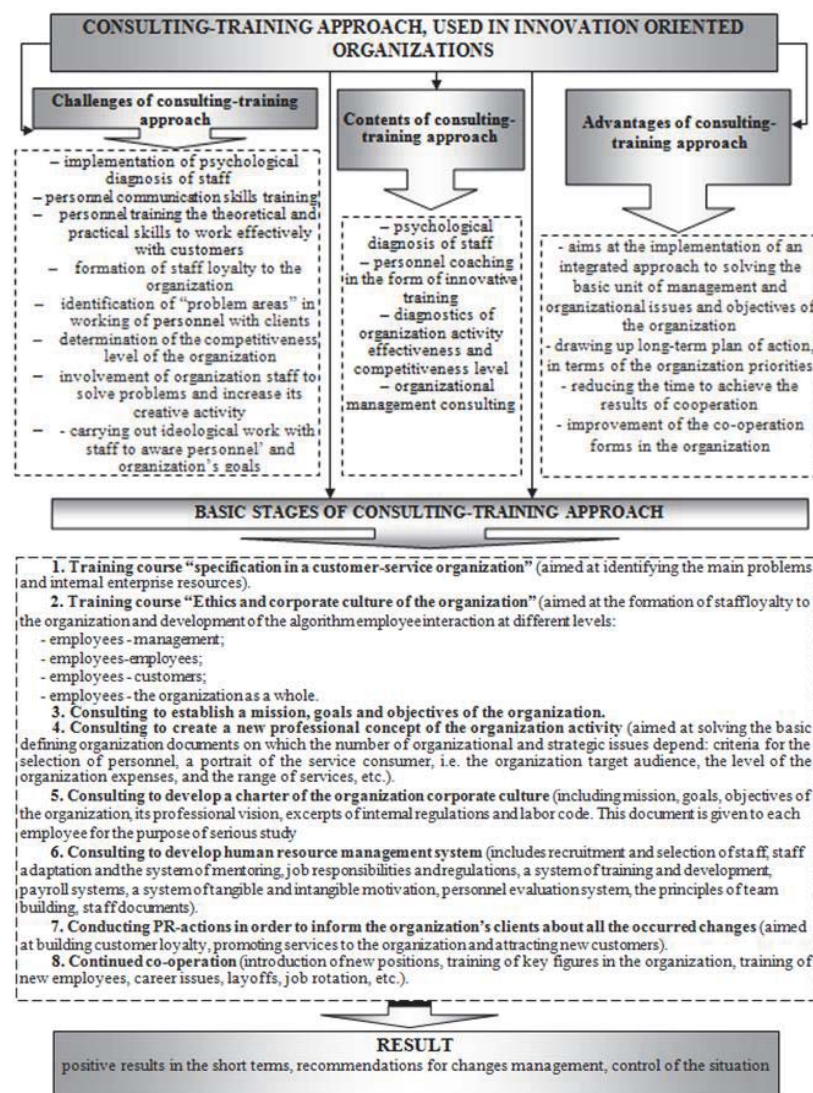 CONSULTING-TRAINING APPROACH, USED IN INNOVATION ORIENTED
ORGANIZATIONS
Challenges of consulting-training
approach
– implementation of psychological
diagnosis of staff
– personnel communication skills training
– personnel training the theoretical and
practical skills to work effectively
with customers
– formation of staff loyalty to the
organization
– identification of “problem areas” in
working of personnel with clients
– determination of the competitiveness
level of the organization
– involvement of organization staff to
solve problems and increase its
creative activity
– - carrying out ideological work with
staff to aware personnel’ and
organization’s goals
Contents of consulting-
training approach
– psychological
diagnosis of staff
– personnel coaching
in the form of innovative
training
– diagnostics of
organization activity
effectiveness and
competitiveness level
– organizational
management consulting
Advantages of consulting-
training approach
- aims at the implementation of an
integrated approach to solving the
basic unit of management and
organizational issues and objectives of
the organization
- drawing up long-term plan of action,
in terms of the organization priorities
- reducing the time to achieve the
results of cooperation
- improvement of the co-operation
forms in the organization
BASIC STAGES OF CONSULTING-TRAINING APPROACH
1. Training course “specification in a customer-service organization” (aimed at identifying the main problems
and internal enterprise resources).
2. Training course “Ethics and corporate culture of the organization” (aimed at the formation of staff loyalty to
the organization and development of the algorithm employee interaction at different levels:
- employees - management;
- employees-employees;
- employees - customers;
- employees - the organization as a whole.
3. Consulting to establish a mission, goals and objectives of the organization.
4. Consulting to create a new professional concept of the organization activity (aimed at solving the basic
defining organization documents on which the number of organizational and strategic issues depend: criteria for the
selection of personnel, a portrait of the service consumer, i.e. the organization target audience, the level of the
organization expenses, and the range of services, etc.).
5. Consulting to develop a charter of the organization corporate culture (including mission, goals, objectives of
the organization, its professional vision, excerpts of internal regulations and labor code. This document is given to each
employee for the purpose of serious study
6. Consulting to develop human resource management system (includes recruitment and selection of staff, staff
adaptation and the system of mentoring, job responsibilities and regulations, a system of training and development,
payroll systems, a system of tangible and intangible motivation, personnel evaluation system, the principles of team
building, staff documents).
7. Conducting PR-actions in order to inform the organization’s clients about all the occurred changes (aimed
at building customer loyalty, promoting services to the organization and attracting new customers).
8. Continued co-operation (introduction of new positions, training of key figures in the organization, training of
new employees, career issues, layoffs, job rotation, etc.).
RESULT
positive results in the short terms, recommendations for changes management, control of the situation